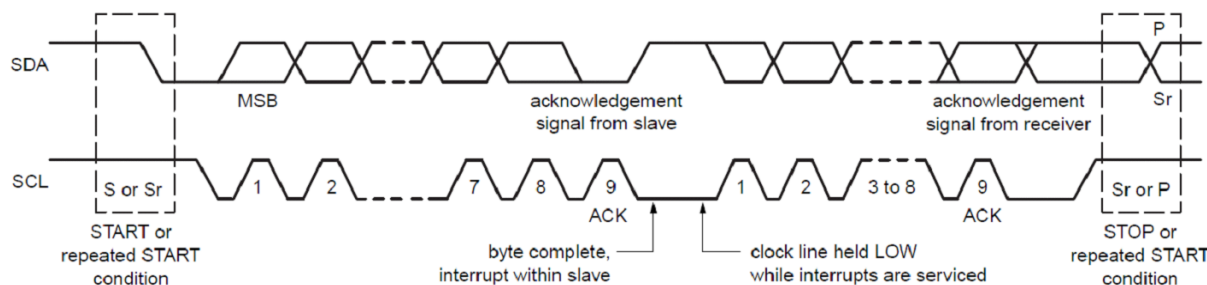 SDA
MSB
acknowledgement
signal from slave
acknowledgement
signal from receiver
P
Sr
SCL
S or Sr
1
2
7
8
9
ACK
1
2
3 to 8
9
ACK
Sr or P
START or
repeated START
condition
byte complete,
interrupt within slave
clock line held LOW
while interrupts are serviced
STOP or
repeated START
condition